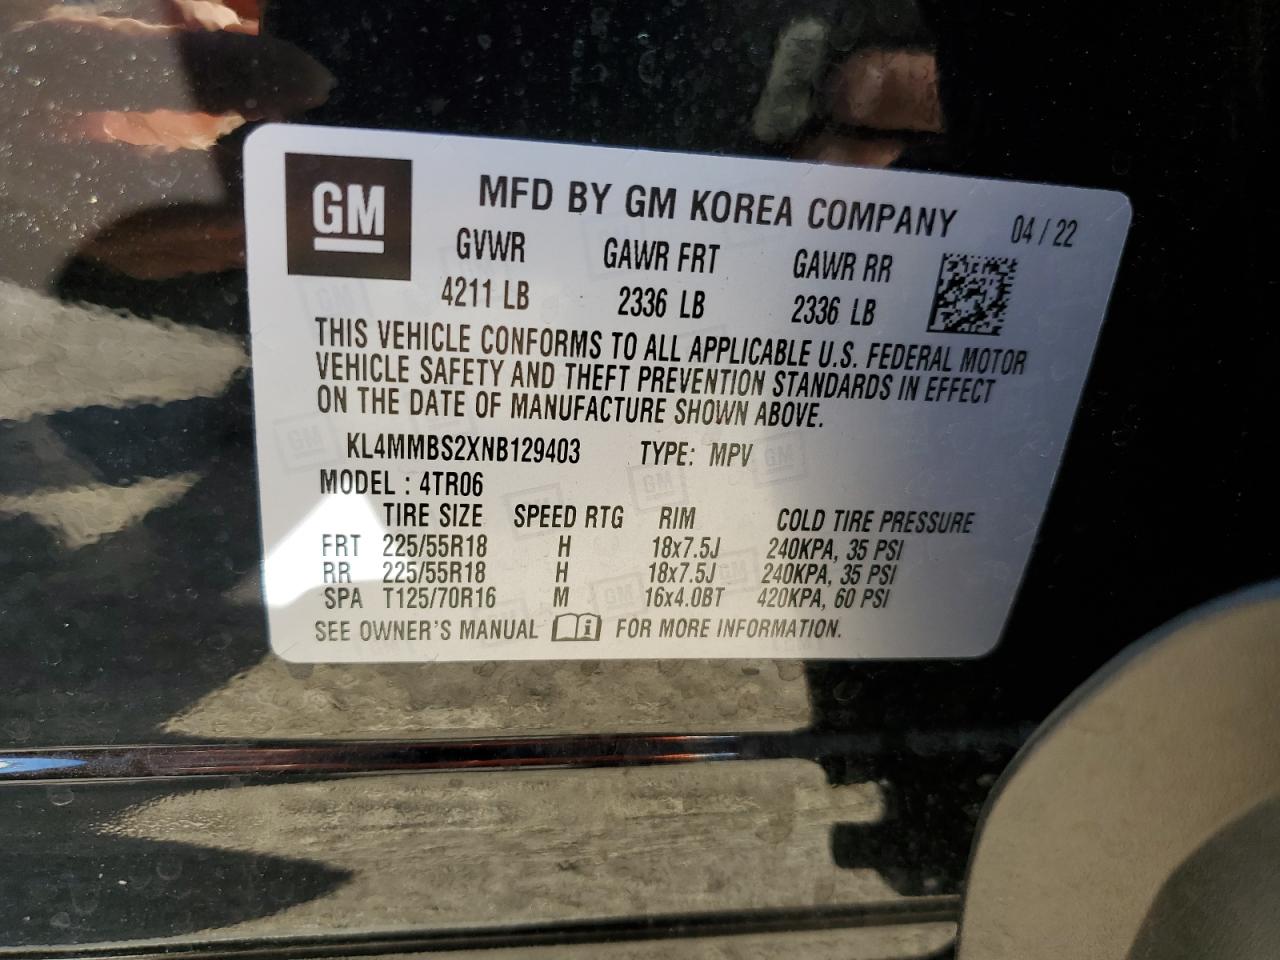 GM
MFD BY GM KOREA COMPANY 04 / 22
GVWR GAWR FRT GAWR RR
4211 LB 2336 LB 2336 LB
THIS VEHICLE CONFORMS TO ALL APPLICABLE U.S. FEDERAL MOTOR
VEHICLE SAFETY AND THEFT PREVENTION STANDARDS IN EFFECT
ON THE DATE OF MANUFACTURE SHOWN ABOVE.
KL4MMBS2XNB129403 TYPE: MPV
MODEL : 4TR06
TIRE SIZE SPEED RTG RIM COLD TIRE PRESSURE
FRT 225/55R18 H 18x7.5J 240KPA, 35 PSI
RR 225/55R18 H 18x7.5J 240KPA, 35 PSI
SPA T125/70R16 M 16x4.0BT 420KPA, 60 PSI
SEE OWNER'S MANUAL i FOR MORE INFORMATION.